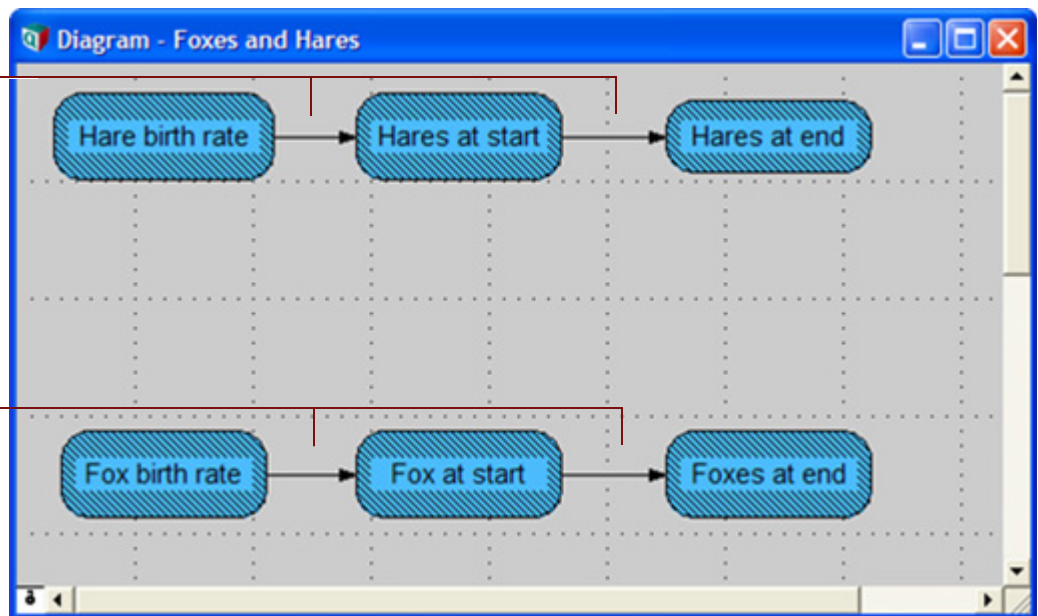 Diagram - Foxes and Hares
Hare birth rate
Hares at start
Hares at end
Fox birth rate
Fox at start
Foxes at end